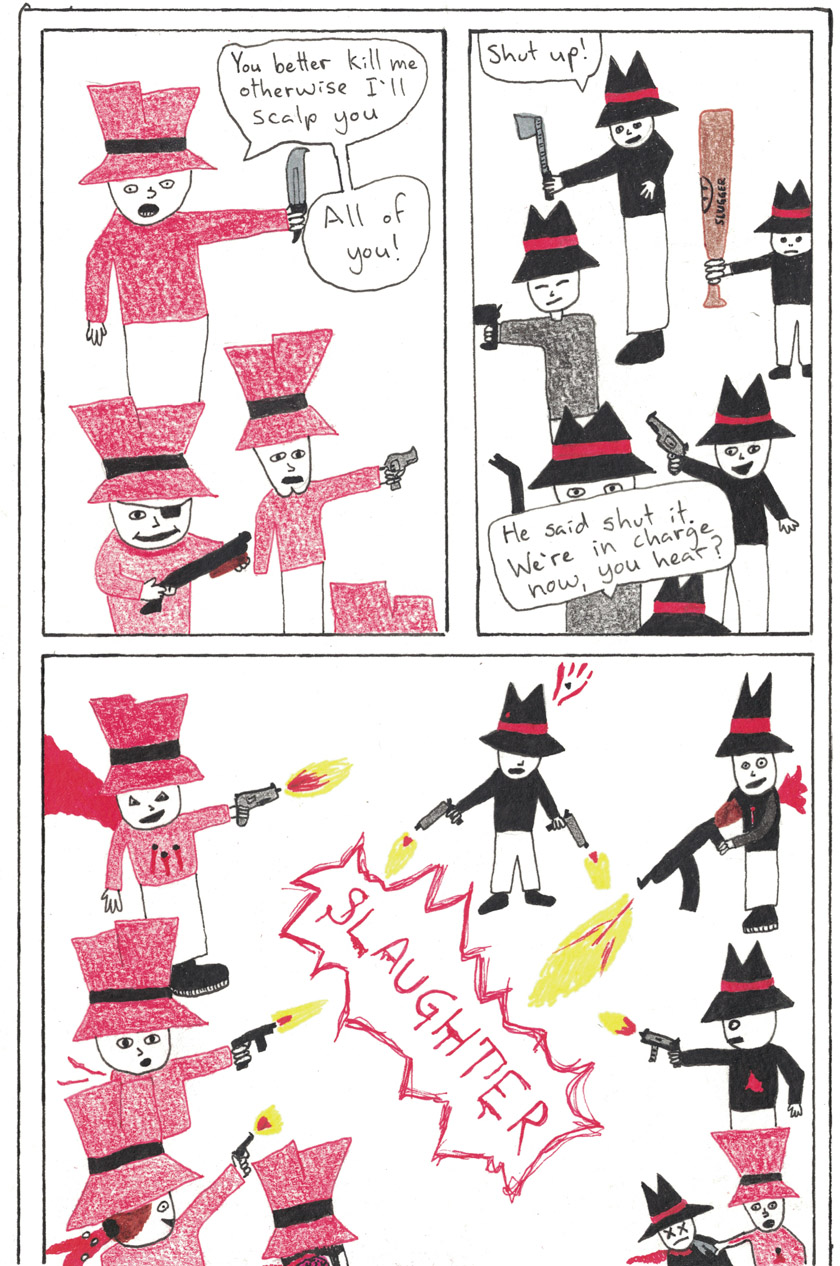 You better kill me
otherwise I'll
scalp you
All of
you!
Shut up!
SLUGGER
He said shut it.
We're in charge
now, you hear?
SLAUGHTER